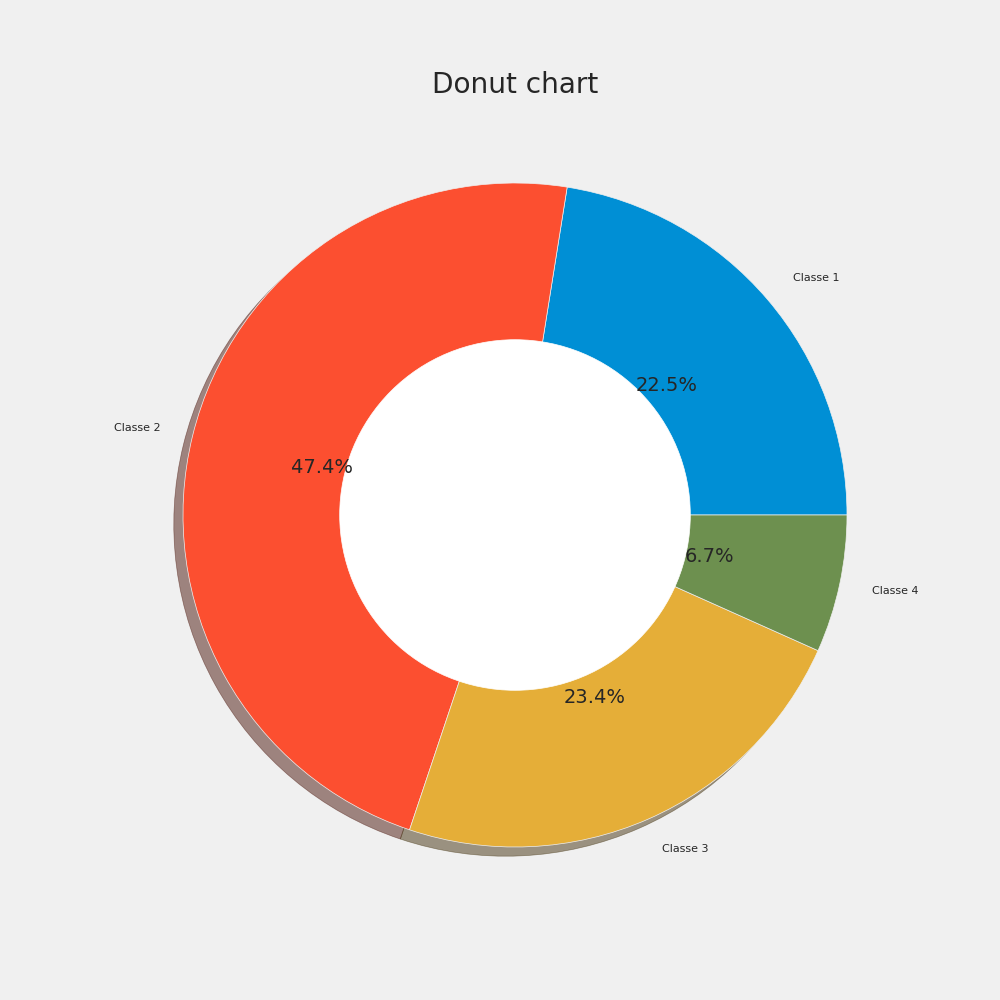 Donut chart
Classe 1
22.5%
Classe 2
47.4%
6.7%
Classe 4
23.4%
Classe 3